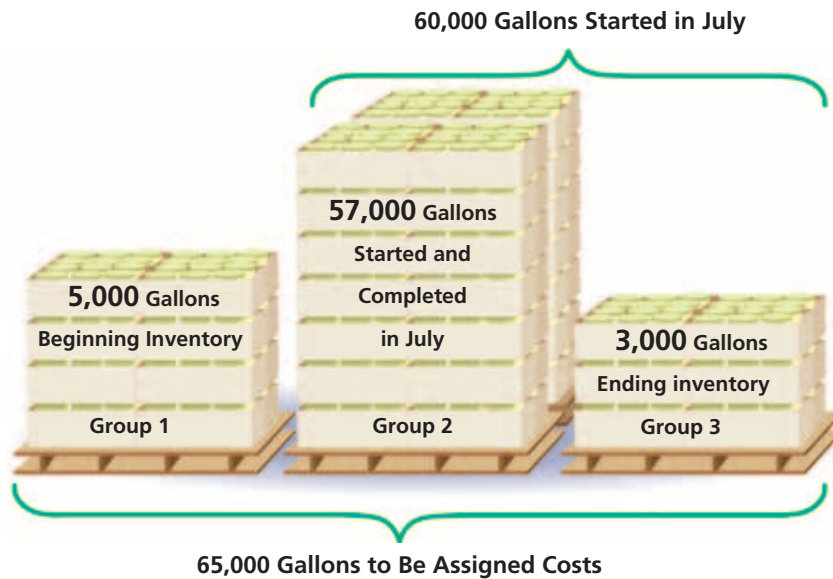 60,000 Gallons Started in July
5,000 Gallons
Beginning Inventory
Group 1
57,000 Gallons
Started and
Completed
in July
Group 2
3,000 Gallons
Ending inventory
Group 3
65,000 Gallons to Be Assigned Costs